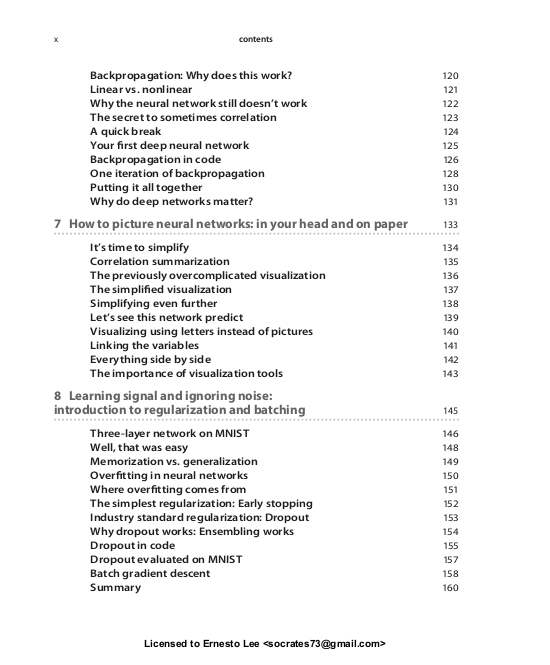 x contents
Backpropagation: Why does this work? 120
Linear vs. nonlinear 121
Why the neural network still doesn't work 122
The secret to sometimes correlation 123
A quick break 124
Your first deep neural network 125
Backpropagation in code 126
One iteration of backpropagation 128
Putting it all together 130
Why do deep networks matter? 131
7 How to picture neural networks: in your head and on paper 133
It's time to simplify 134
Correlation summarization 135
The previously overcomplicated visualization 136
The simplified visualization 137
Simplifying even further 138
Let's see this network predict 139
Visualizing using letters instead of pictures 140
Linking the variables 141
Everything side by side 142
The importance of visualization tools 143
8 Learning signal and ignoring noise:
introduction to regularization and batching 145
Three-layer network on MNIST 146
Well, that was easy 148
Memorization vs. generalization 149
Overfitting in neural networks 150
Where overfitting comes from 151
The simplest regularization: Early stopping 152
Industry standard regularization: Dropout 153
Why dropout works: Ensembling works 154
Dropout in code 155
Dropout evaluated on MNIST 157
Batch gradient descent 158
Summary 160
Licensed to Ernesto Lee <socrates73@gmail.com>